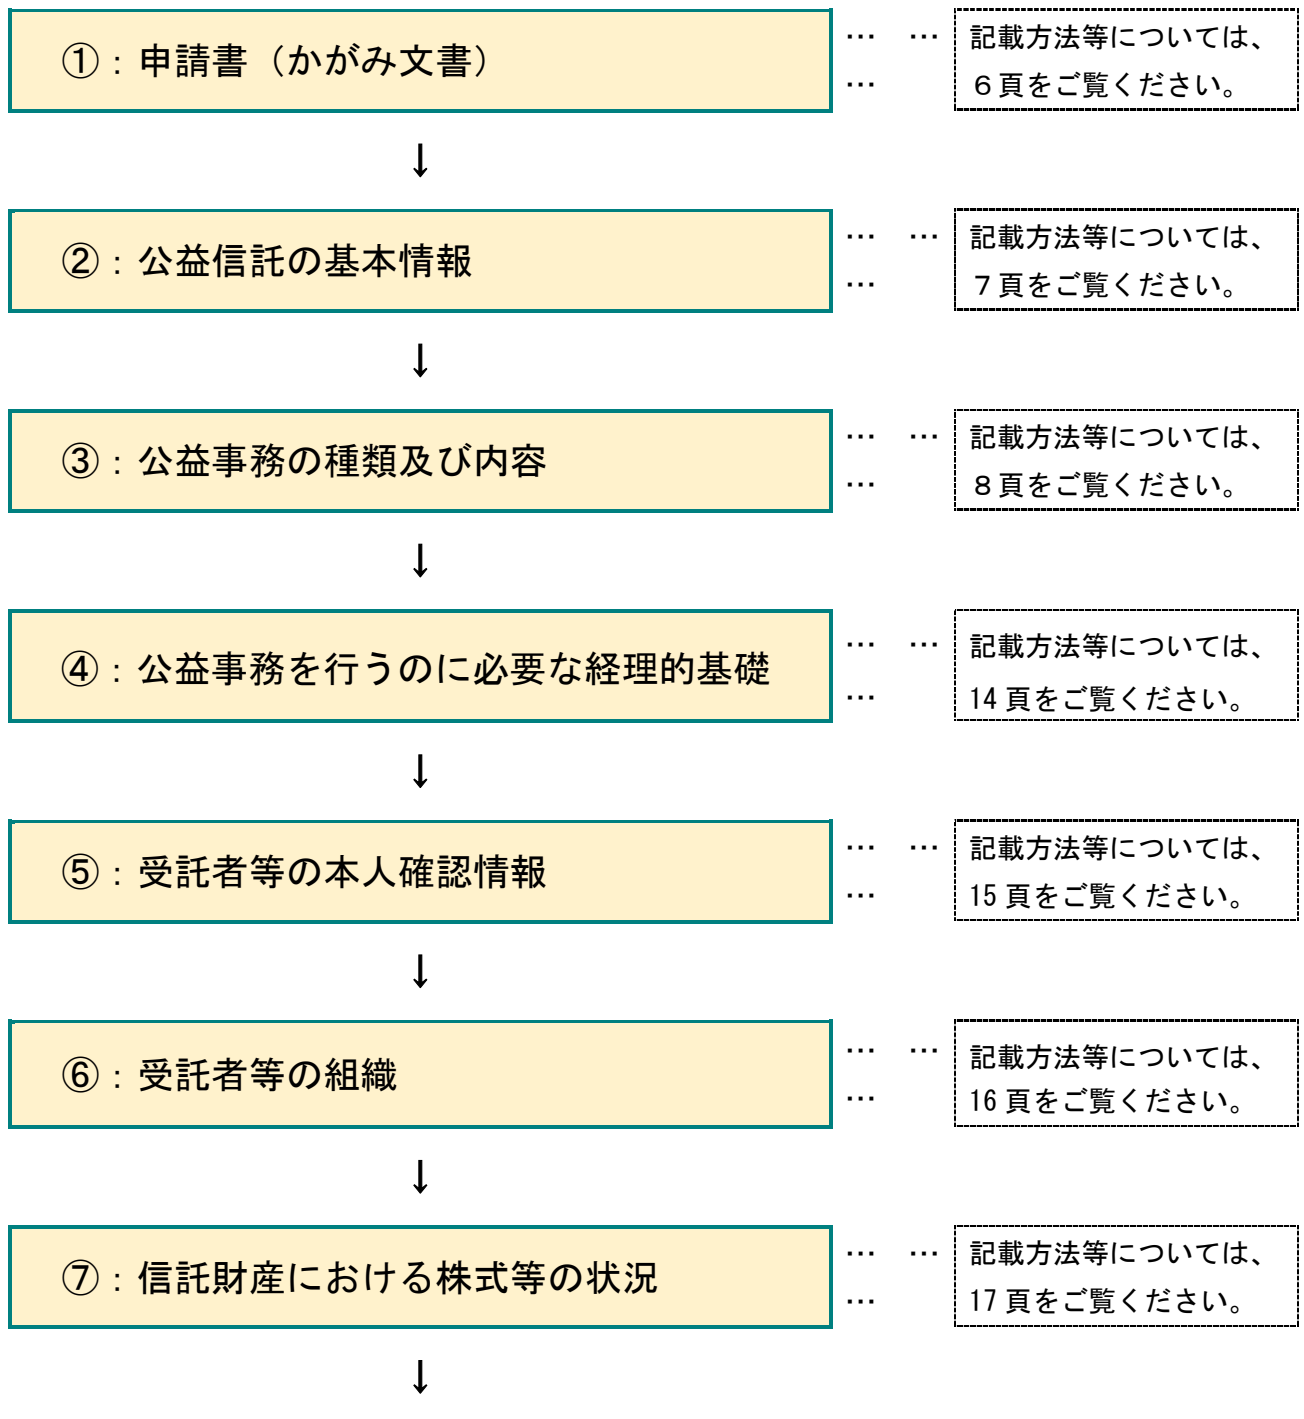 ①：申請書（かがみ文書）
… …
…
記載方法等については、
６頁をご覧ください。
↓
②：公益信託の基本情報
… …
…
記載方法等については、
７頁をご覧ください。
↓
③：公益事務の種類及び内容
… …
…
記載方法等については、
８頁をご覧ください。
↓
④：公益事務を行うのに必要な経理的基礎
… …
…
記載方法等については、
14 頁をご覧ください。
↓
⑤：受託者等の本人確認情報
… …
…
記載方法等については、
15 頁をご覧ください。
↓
⑥：受託者等の組織
… …
…
記載方法等については、
16 頁をご覧ください。
↓
⑦：信託財産における株式等の状況
… …
…
記載方法等については、
17 頁をご覧ください。
↓